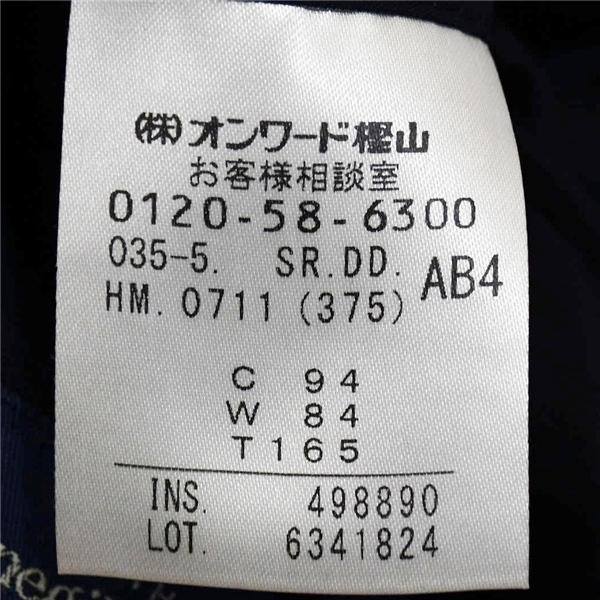 ㈱オンワード樫山
お客様相談室
0120-58-6300
035-5. SR.DD. AB4
HM. 0711 (375)
C 94
W 84
T 165
INS. 498890
LOT. 6341824